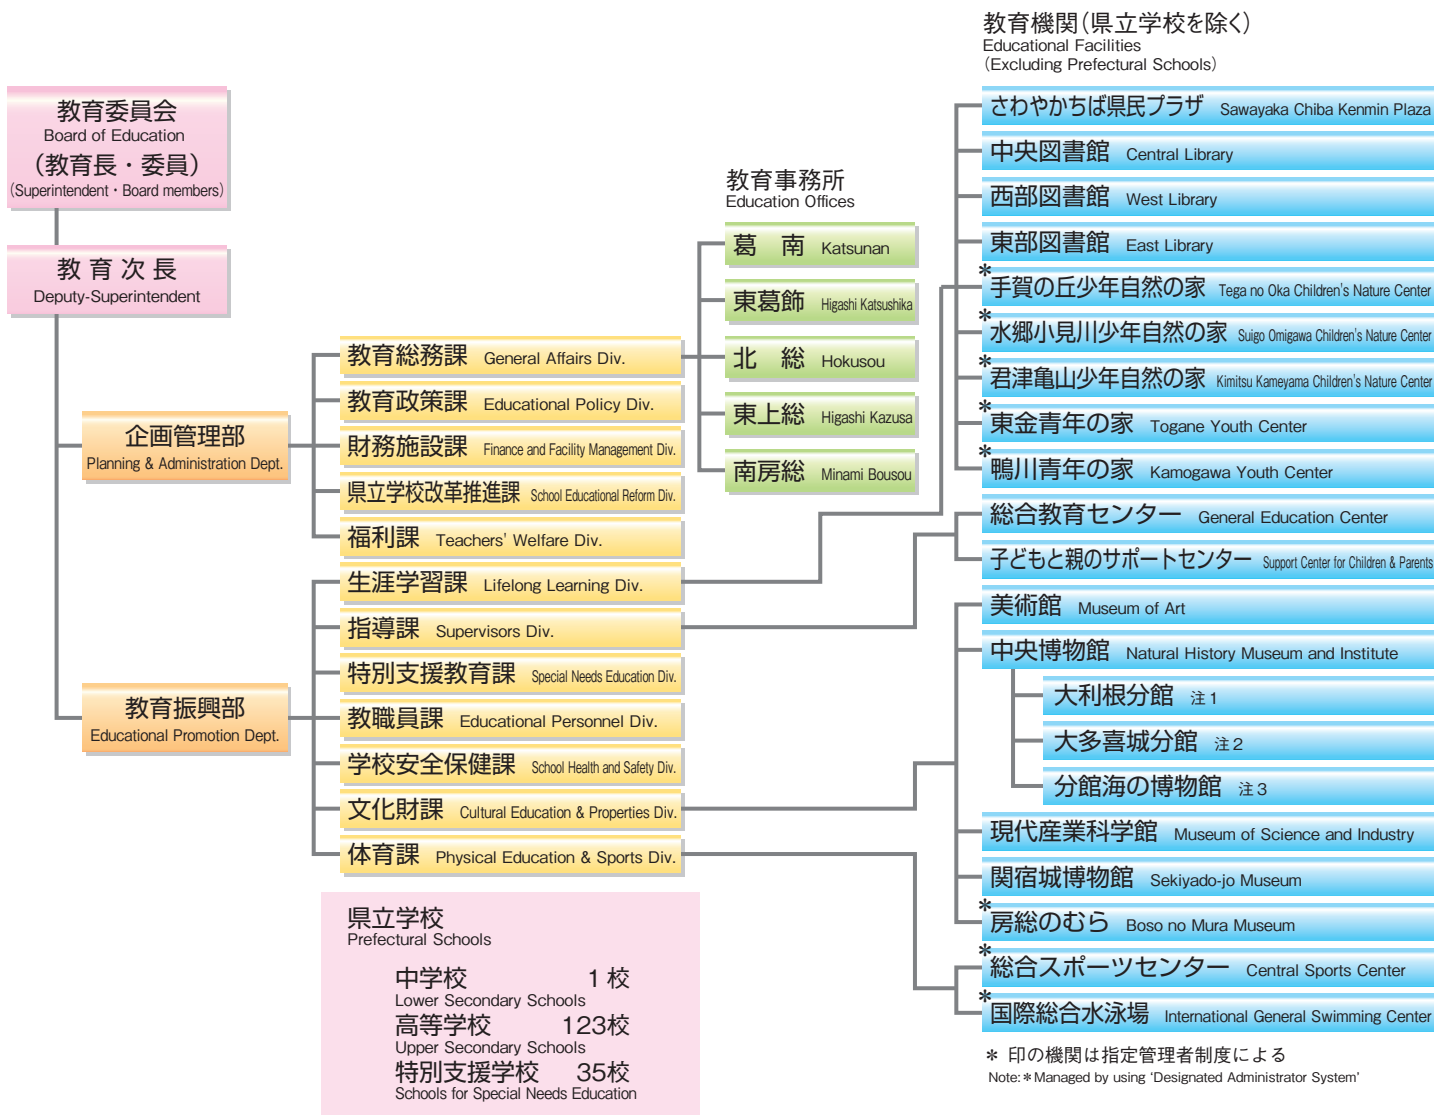 教育委員会
Board of Education
(教育長・委員)
(Superintendent・Board members)
教育次長
Deputy-Superintendent
企画管理部
Planning & Administration Dept.
教育振興部
Educational Promotion Dept.
教育総務課 General Affairs Div.
教育政策課 Educational Policy Div.
財務施設課 Finance and Facility Management Div.
県立学校改革推進課 School Educational Reform Div.
福利課 Teachers' Welfare Div.
生涯学習課 Lifelong Learning Div.
指導課 Supervisors Div.
特別支援教育課 Special Needs Education Div.
教職員課 Educational Personnel Div.
学校安全保健課 School Health and Safety Div.
文化財課 Cultural Education & Properties Div.
体育課 Physical Education & Sports Div.
県立学校
Prefectural Schools
中学校 1校
Lower Secondary Schools
高等学校 123校
Upper Secondary Schools
特別支援学校 35校
Schools for Special Needs Education
教育事務所
Education Offices
葛　南 Katsunan
東葛飾 Higashi Katsushika
北　総 Hokusou
東上総 Higashi Kazusa
南房総 Minami Bousou
教育機関(県立学校を除く)
Educational Facilities
(Excluding Prefectural Schools)
さわやかちば県民プラザ Sawayaka Chiba Kenmin Plaza
中央図書館 Central Library
西部図書館 West Library
東部図書館 East Library
*手賀の丘少年自然の家 Tega no Oka Children's Nature Center
*水郷小見川少年自然の家 Suigo Omigawa Children's Nature Center
*君津亀山少年自然の家 Kimitsu Kameyama Children's Nature Center
*東金青年の家 Togane Youth Center
*鴨川青年の家 Kamogawa Youth Center
総合教育センター General Education Center
子どもと親のサポートセンター Support Center for Children & Parents
美術館 Museum of Art
中央博物館 Natural History Museum and Institute
大利根分館 注1
大多喜城分館 注2
分館海の博物館 注3
現代産業科学館 Museum of Science and Industry
関宿城博物館 Sekiyado-jo Museum
*房総のむら Boso no Mura Museum
*総合スポーツセンター Central Sports Center
*国際総合水泳場 International General Swimming Center
* 印の機関は指定管理者制度による
Note:*Managed by using 'Designated Administrator System'